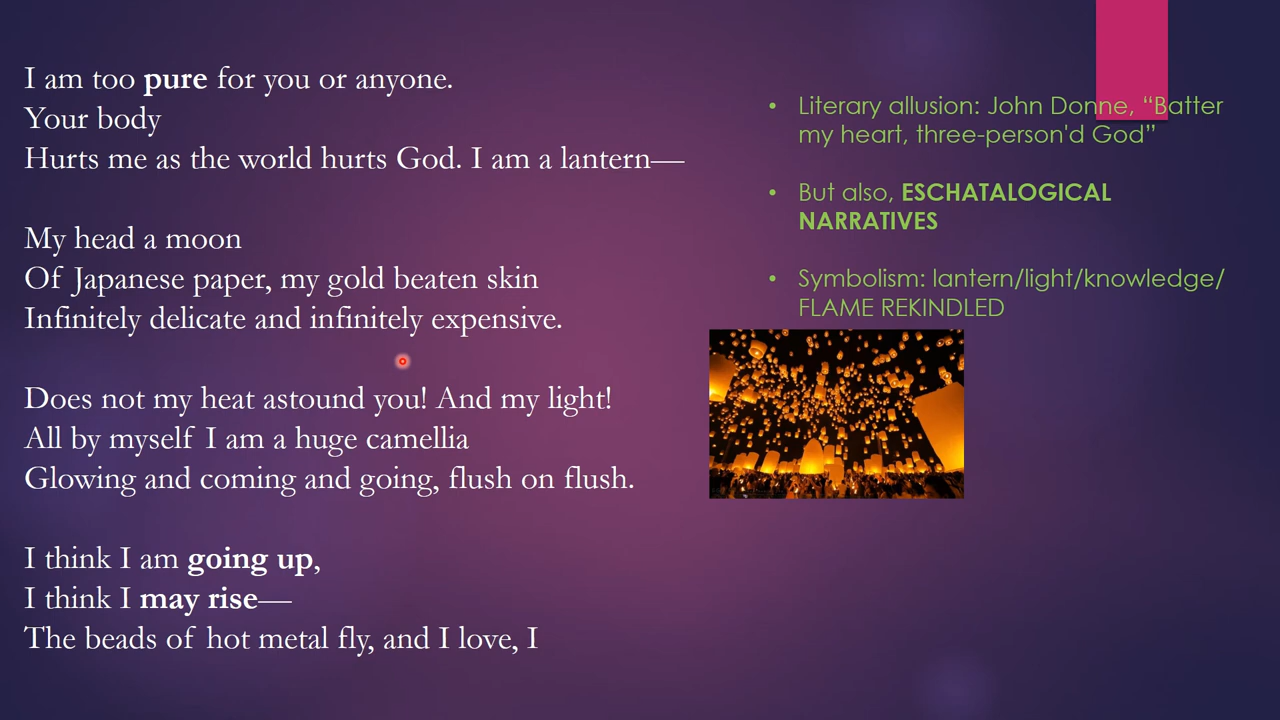 I am too pure for you or anyone.
Your body
Hurts me as the world hurts God. I am a lantern—
My head a moon
Of Japanese paper, my gold beaten skin
Infinitely delicate and infinitely expensive.
Does not my heat astound you! And my light!
All by myself I am a huge camellia
Glowing and coming and going, flush on flush.
I think I am going up,
I think I may rise—
The beads of hot metal fly, and I love, I
• Literary allusion: John Donne, “Batter
my heart, three-person'd God”
• But also, ESCHATALOGICAL
NARRATIVES
• Symbolism: lantern/light/knowledge/
FLAME REKINDLED